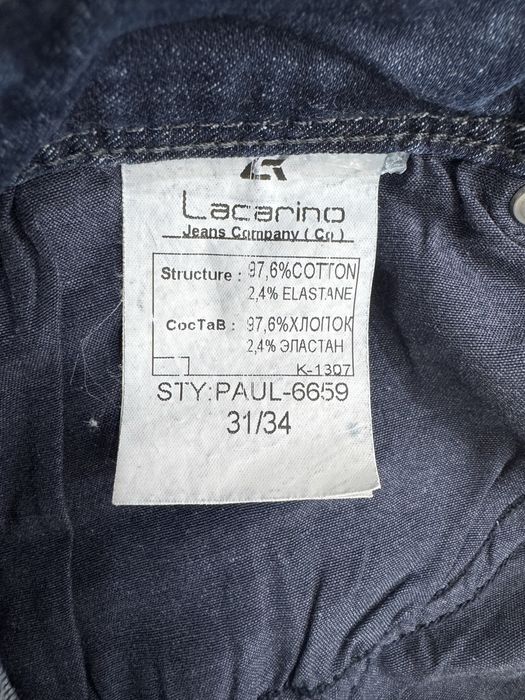 Lacarino
Jeans Company ( Co )
Structure : 97,6%COTTON
2,4% ELASTANE
СосТаВ : 97,6%ХЛОПОК
2,4% ЭЛАСТАН
K-1307
STY:PAUL-6659
31/34